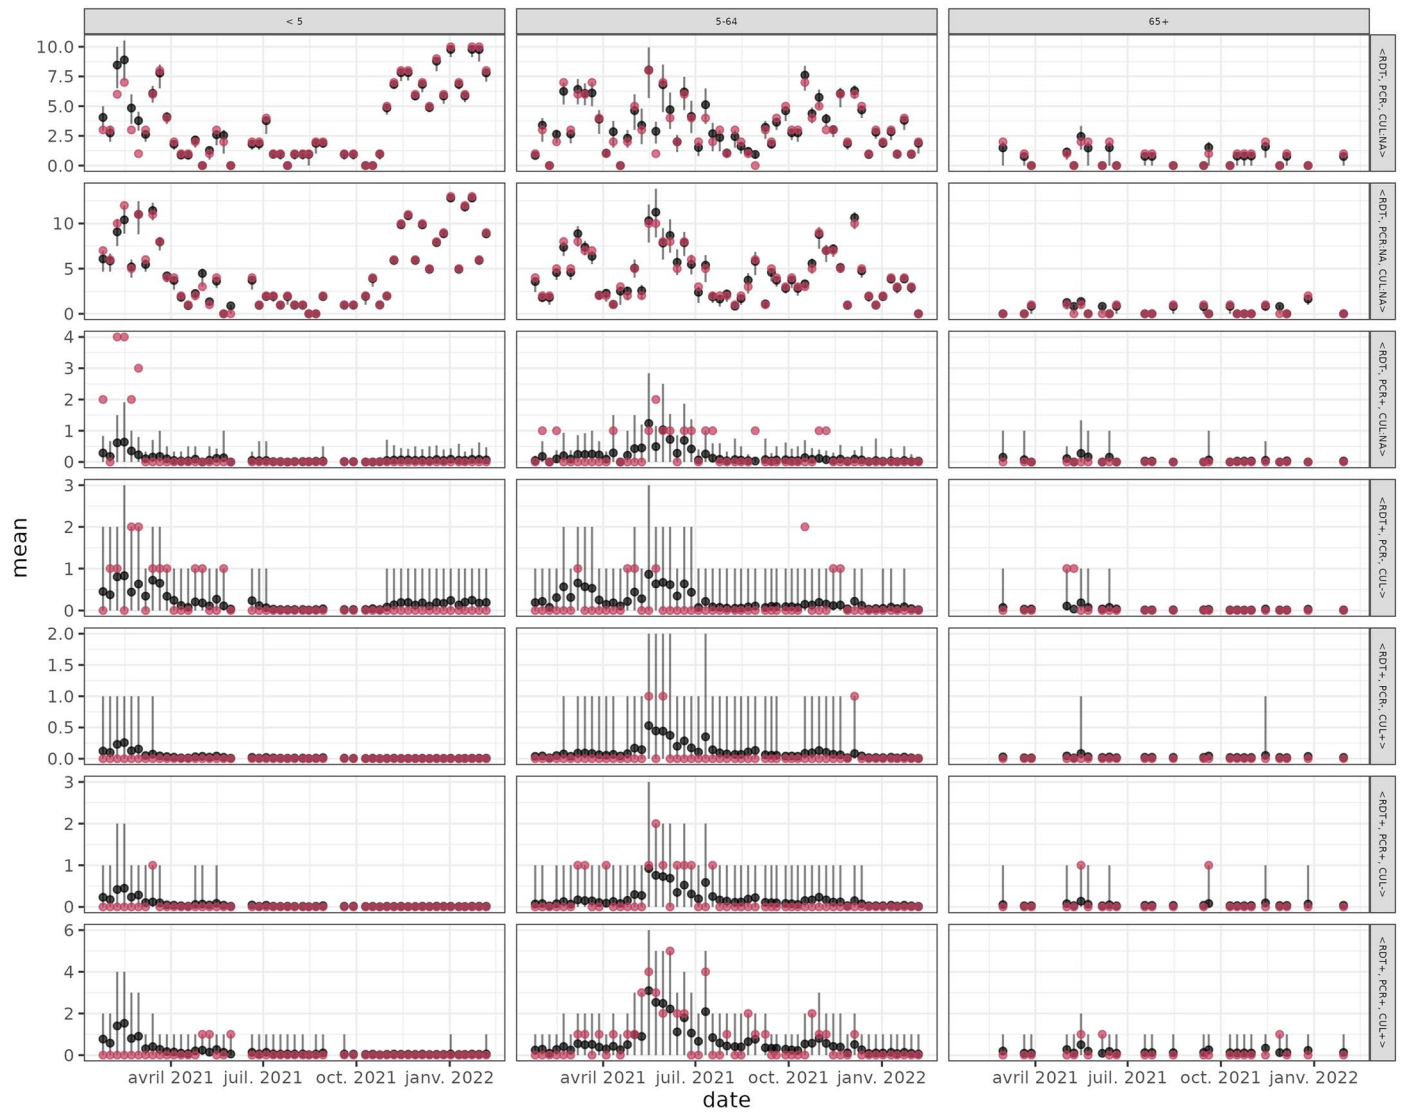 < 5
5-64
65+
10.0
7.5
5.0
2.5
0.0
<RDT-, PCR-, CUL:NA>
10
5
0
<RDT-, PCR:NA, CUL:NA>
4
3
2
1
0
<RDT-, PCR+, CUL:NA>
3
2
1
0
<RDT+, PCR-, CUL->
2.0
1.5
1.0
0.5
0.0
<RDT+, PCR-, CUL+>
3
2
1
0
<RDT+, PCR+, CUL->
6
4
2
0
<RDT+, PCR+, CUL+>
mean
avril 2021 juil. 2021 oct. 2021 janv. 2022
avril 2021 juil. 2021 oct. 2021 janv. 2022
avril 2021 juil. 2021 oct. 2021 janv. 2022
date